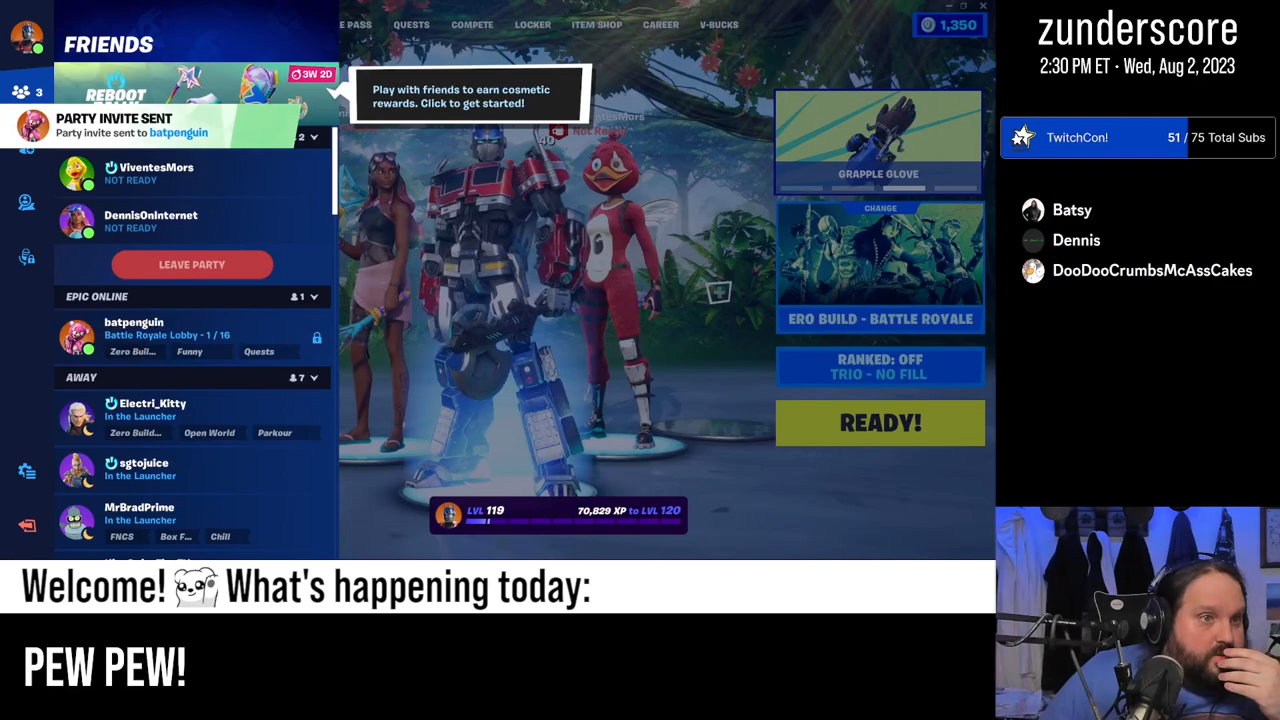 FRIENDS
3
REBOOT
3W 2D
PARTY INVITE SENT
Party invite sent to batpenguin
2
ViventesMors
NOT READY
DennisOnInternet
NOT READY
LEAVE PARTY
EPIC ONLINE
1
batpenguin
Battle Royale Lobby - 1 / 16
Zero Buil... Funny Quests
AWAY
7
Electri_Kitty
In the Launcher
Zero Build... Open World Parkour
sgtojuice
In the Launcher
MrBradPrime
In the Launcher
FNCS Box F... Chill
E PASS QUESTS COMPETE LOCKER ITEM SHOP CAREER V-BUCKS
1,350
Play with friends to earn cosmetic
rewards. Click to get started!
Not Ready
40
GRAPPLE GLOVE
CHANGE
ERO BUILD - BATTLE ROYALE
RANKED: OFF
TRIO - NO FILL
READY!
LVL 119 70,829 XP to LVL 120
zunderscore
2:30 PM ET · Wed, Aug 2, 2023
TwitchCon! 51 / 75 Total Subs
Batsy
Dennis
DooDooCrumbsMcAssCakes
Welcome! What's happening today:
PEW PEW!